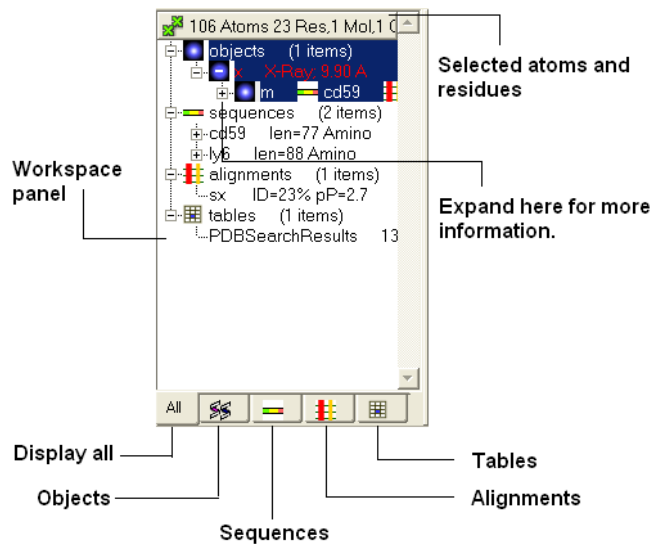 106 Atoms 23 Res,1 Mol,1
objects (1 items)
x X-Ray; 9.90 A
m cd59
sequences (2 items)
cd59 len=77 Amino
ly6 len=88 Amino
alignments (1 items)
sx ID=23% pP=2.7
tables (1 items)
PDBSearchResults 13
All
Selected atoms and
residues
Workspace
panel
Expand here for more
information.
Display all
Objects
Sequences
Tables
Alignments